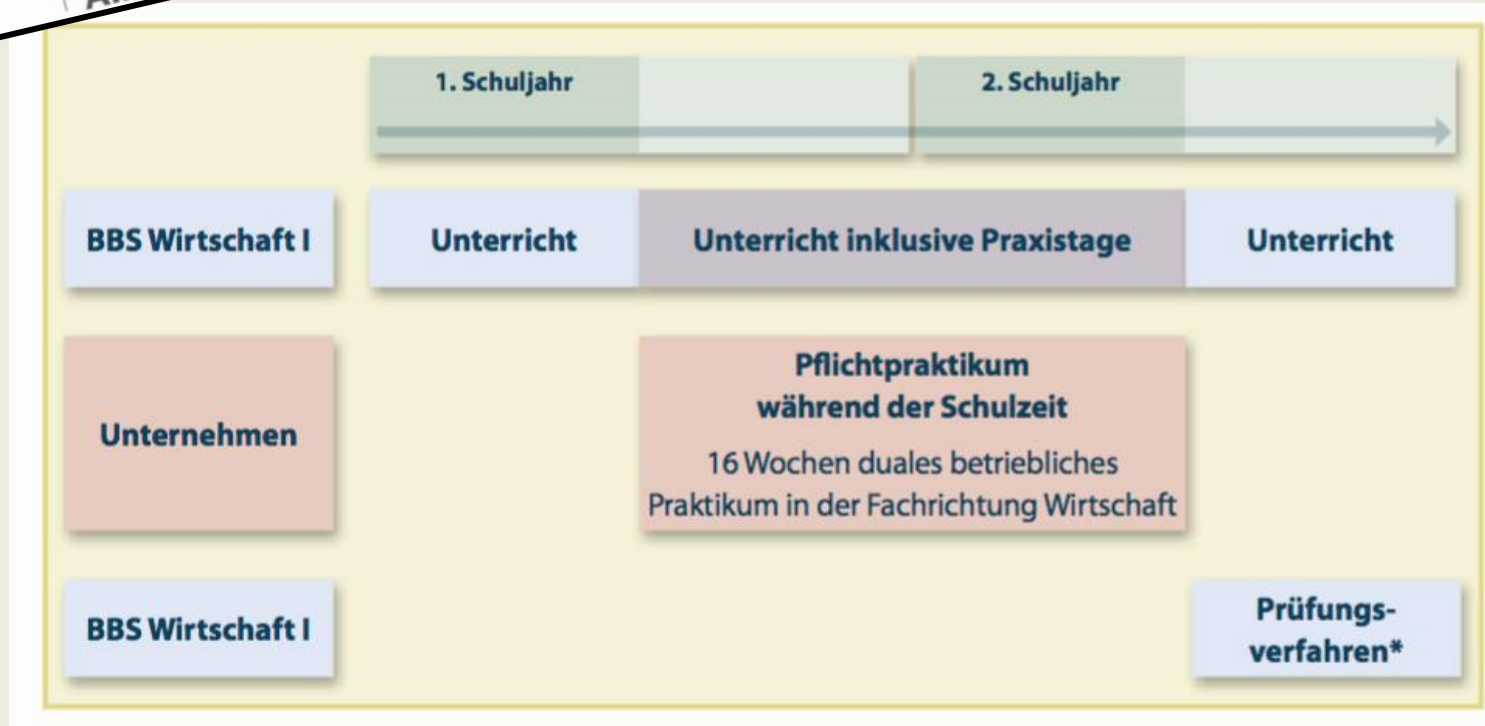 1. Schuljahr
2. Schuljahr
BBS Wirtschaft I
Unterricht
Unterricht inklusive Praxistage
Unterricht
Unternehmen
Pflichtpraktikum
während der Schulzeit
16 Wochen duales betriebliches
Praktikum in der Fachrichtung Wirtschaft
BBS Wirtschaft I
Prüfungs-
verfahren*